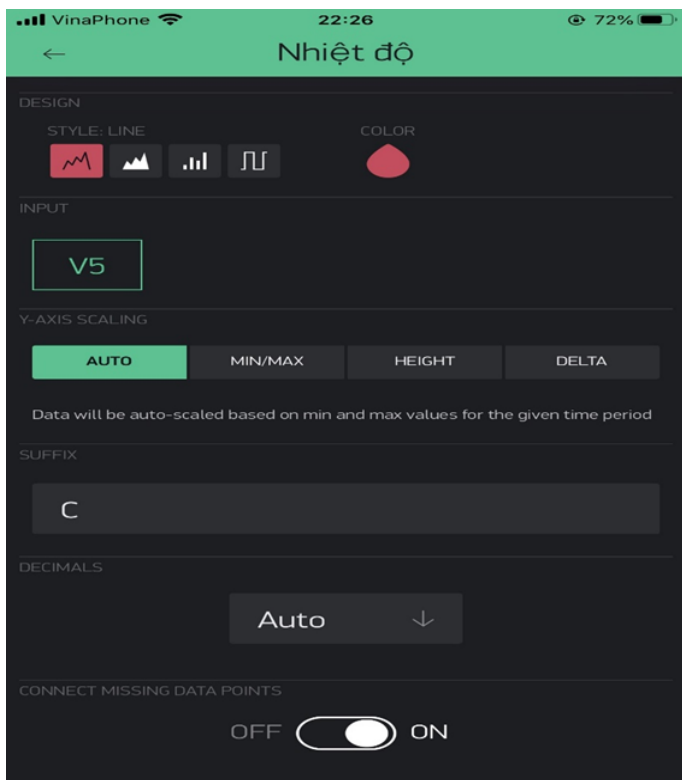 VinaPhone 22:26 72%
Nhiệt độ
DESIGN
STYLE: LINE COLOR
INPUT
V5
Y-AXIS SCALING
AUTO MIN/MAX HEIGHT DELTA
Data will be auto-scaled based on min and max values for the given time period
SUFFIX
C
DECIMALS
Auto
CONNECT MISSING DATA POINTS
OFF ON